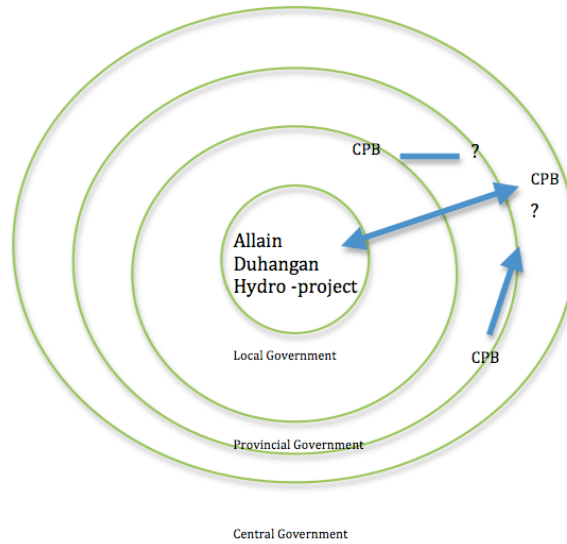 CPB
?
CPB
?
Allain
Duhangan
Hydro -project
Local Government
CPB
Provincial Government
Central Government